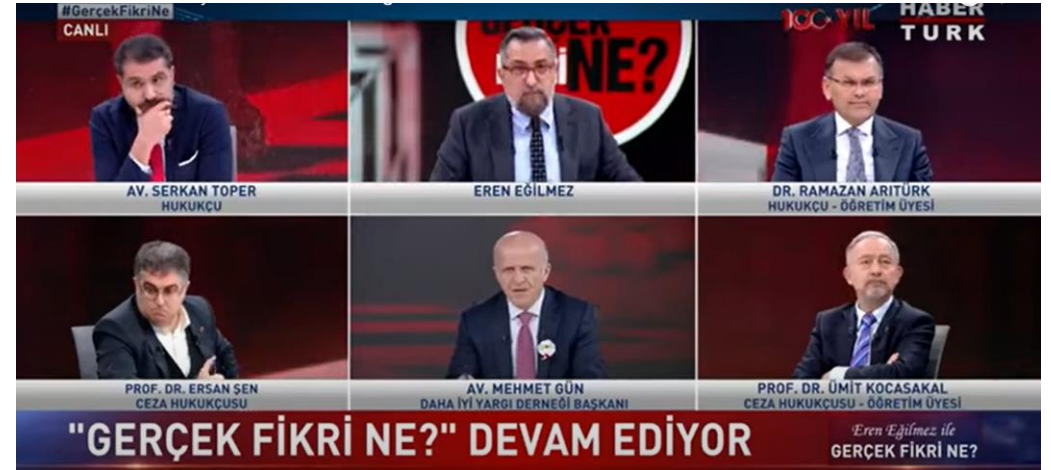 #GerçekFikriNe
CANLI
100. YIL
HABER
TURK
GERÇEK
NE?
AV. SERKAN TOPER
HUKUKÇU
EREN EĞİLMEZ
DR. RAMAZAN ARITÜRK
HUKUKÇU - ÖĞRETİM ÜYESİ
PROF. DR. ERSAN ŞEN
CEZA HUKUKÇUSU
AV. MEHMET GÜN
DAHA İYİ YARGI DERNEĞİ BAŞKANI
PROF. DR. ÜMİT KOCASAKAL
CEZA HUKUKÇUSU - ÖĞRETİM ÜYESİ
"GERÇEK FİKRİ NE?" DEVAM EDİYOR
Eren Eğilmez ile
GERÇEK FİKRİ NE?